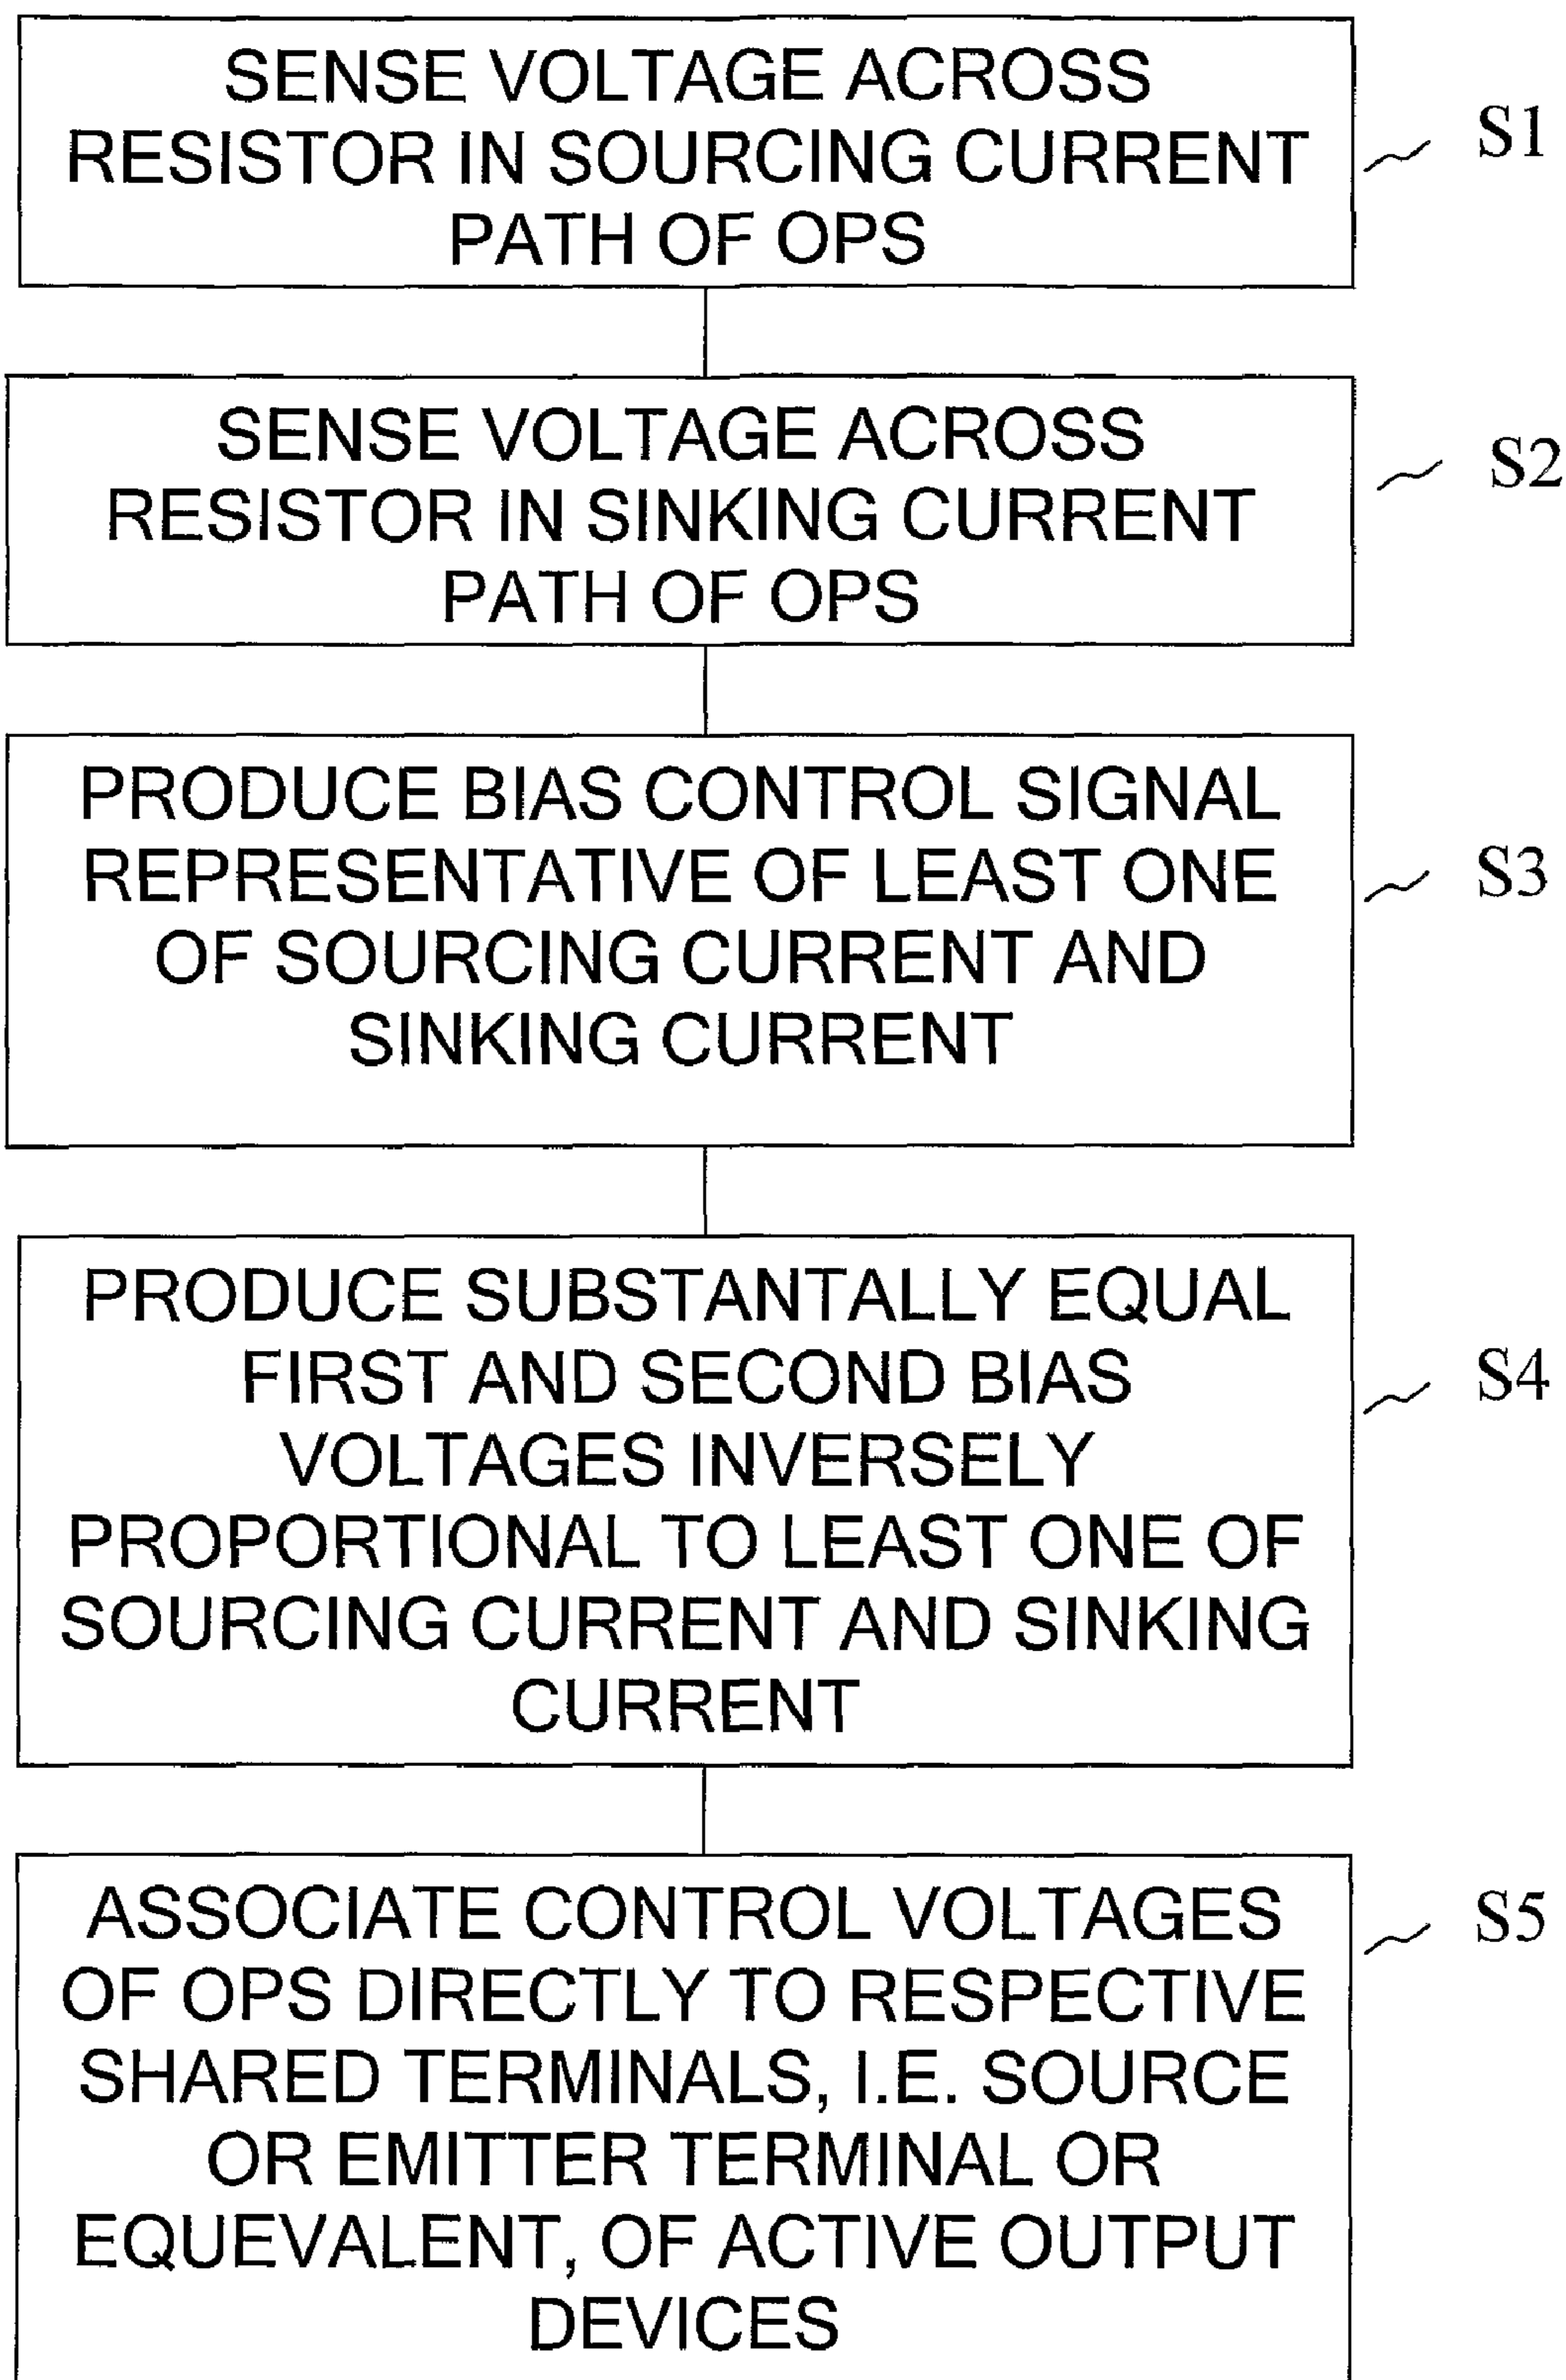 SENSE VOLTAGE ACROSS
RESISTOR IN SOURCING CURRENT
PATH OF OPS
S1
SENSE VOLTAGE ACROSS
RESISTOR IN SINKING CURRENT
PATH OF OPS
S2
PRODUCE BIAS CONTROL SIGNAL
REPRESENTATIVE OF LEAST ONE
OF SOURCING CURRENT AND
SINKING CURRENT
S3
PRODUCE SUBSTANTALLY EQUAL
FIRST AND SECOND BIAS
VOLTAGES INVERSELY
PROPORTIONAL TO LEAST ONE OF
SOURCING CURRENT AND SINKING
CURRENT
S4
ASSOCIATE CONTROL VOLTAGES
OF OPS DIRECTLY TO RESPECTIVE
SHARED TERMINALS, I.E. SOURCE
OR EMITTER TERMINAL OR
EQUEVALENT, OF ACTIVE OUTPUT
DEVICES
S5